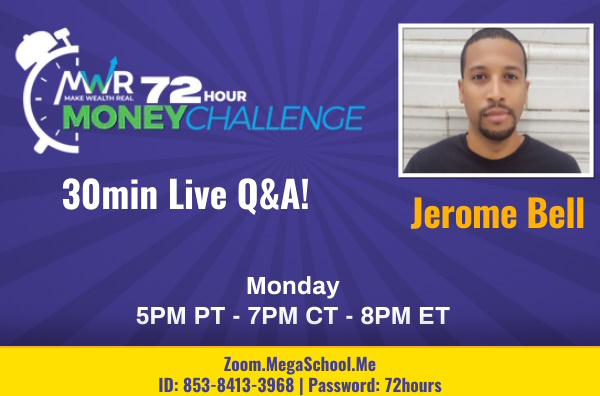 MWR 72 HOUR
MAKE WEALTH REAL
MONEYCHALLENGE
30min Live Q&A!
Jerome Bell
Monday
5PM PT - 7PM CT - 8PM ET
Zoom.MegaSchool.Me
ID: 853-8413-3968 | Password: 72hours